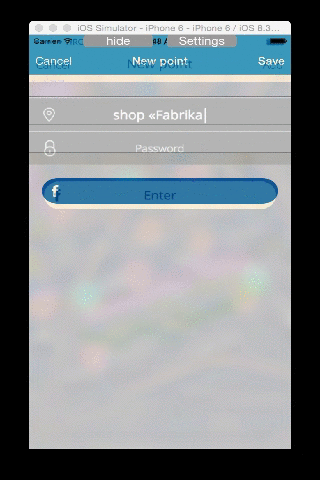 iOS Simulator - iPhone 6 - iPhone 6 / iOS 8.3...
hide Settings
Cancel New point Save
shop «Fabrika
Password
f Enter